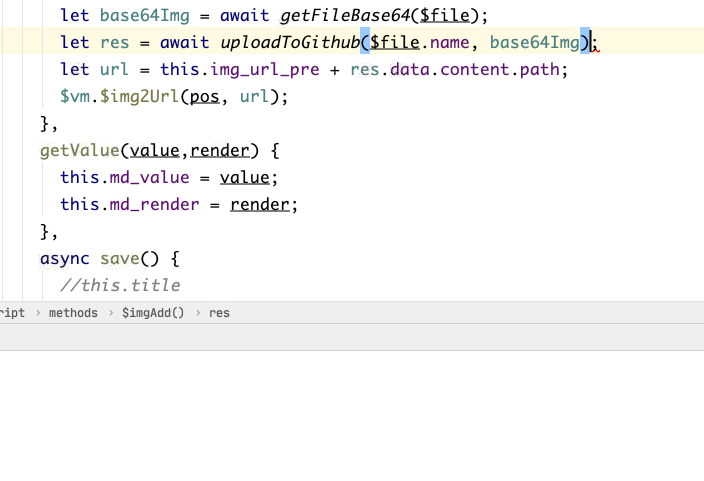 let base64Img = await getFileBase64($file);
let res = await uploadToGithub($file.name, base64Img);
let url = this.img_url_pre + res.data.content.path;
$vm.$img2Url(pos, url);
},
getValue(value,render) {
this.md_value = value;
this.md_render = render;
},
async save() {
//this.title
ript › methods › $imgAdd() › res